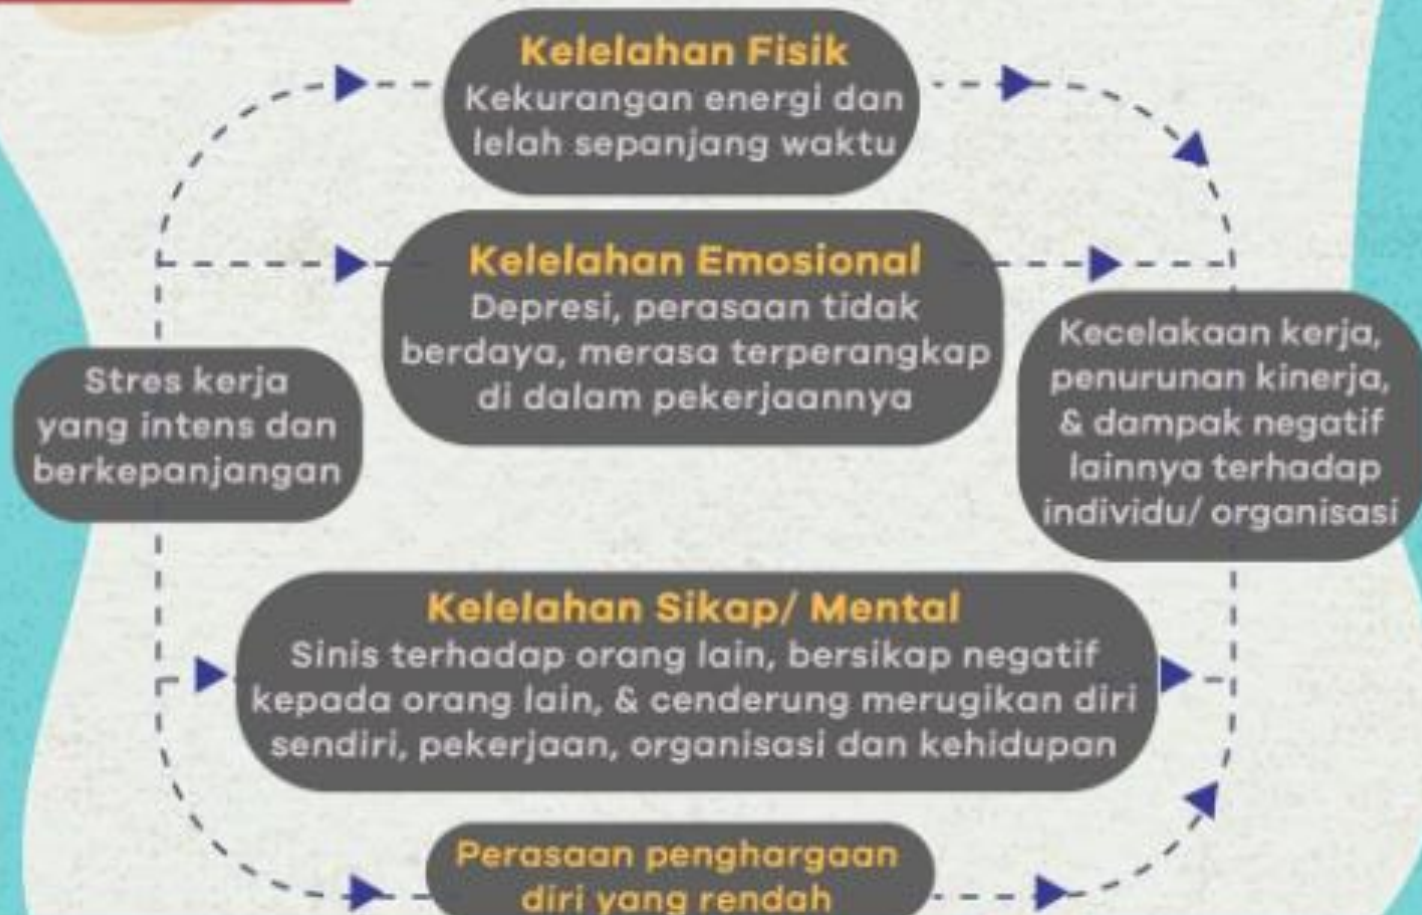 Kelelahan Fisik
Kekurangan energi dan
lelah sepanjang waktu
Kelelahan Emosional
Depresi, perasaan tidak
berdaya, merasa terperangkap
di dalam pekerjaannya
Stres kerja
yang intens dan
berkepanjangan
Kecelakaan kerja,
penurunan kinerja,
& dampak negatif
lainnya terhadap
individu/ organisasi
Kelelahan Sikap/ Mental
Sinis terhadap orang lain, bersikap negatif
kepada orang lain, & cenderung merugikan diri
sendiri, pekerjaan, organisasi dan kehidupan
Perasaan penghargaan
diri yang rendah